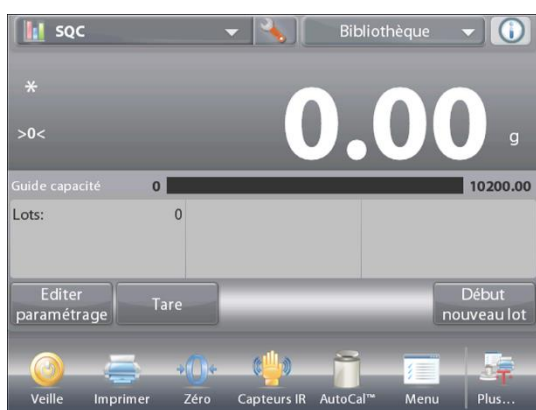 SQC Bibliothèque
*
0.00 g
>0<
Guide capacité 0 10200.00
Lots: 0
Editer
paramétrage
Tare
Début
nouveau lot
Veille Imprimer Zéro Capteurs IR AutoCal™ Menu Plus...